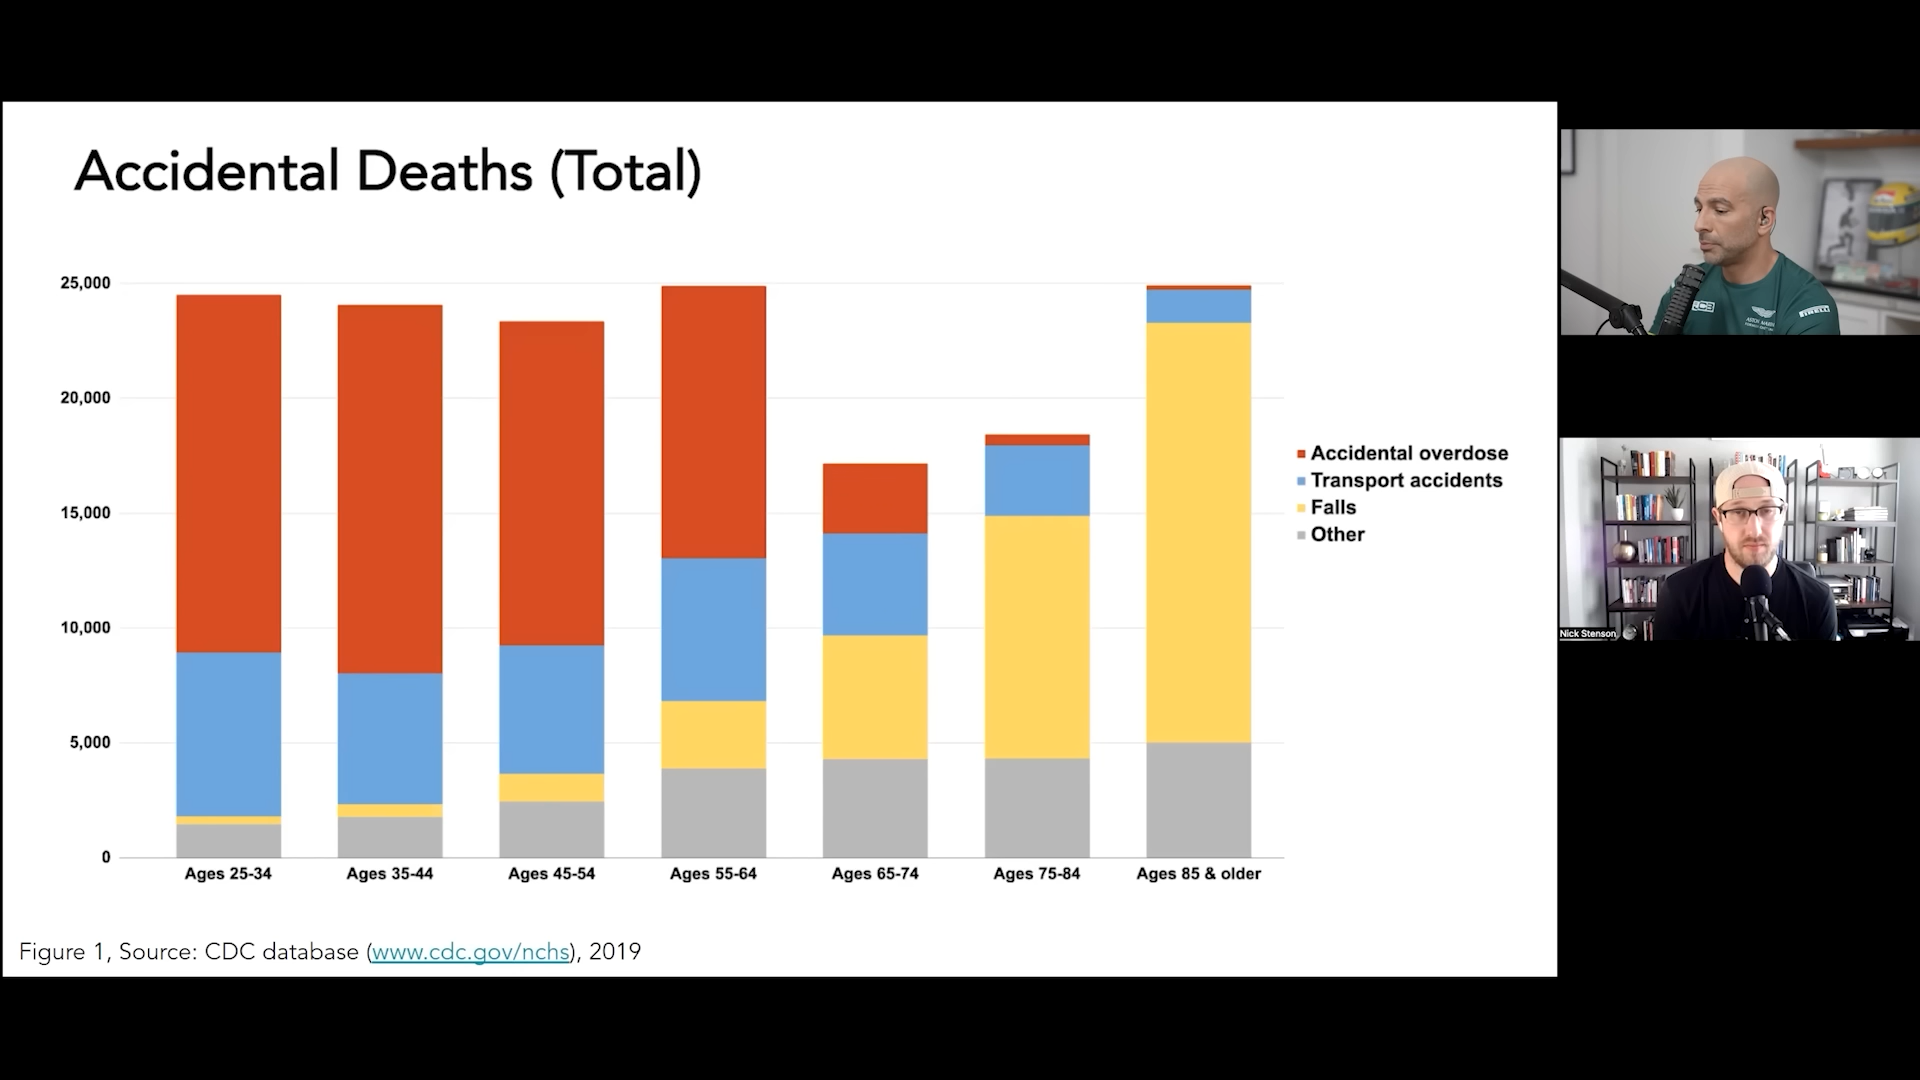 Accidental Deaths (Total)
25,000
20,000
15,000
10,000
5,000
0
Ages 25-34
Ages 35-44
Ages 45-54
Ages 55-64
Ages 65-74
Ages 75-84
Ages 85 & older
Accidental overdose
Transport accidents
Falls
Other
Figure 1, Source: CDC database (www.cdc.gov/nchs), 2019
PIRELLI
Nick Stenson